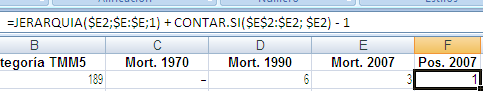 =JERARQUIA($E2;$E:$E;1) + CONTAR.SI($E$2:$E2; $E2) - 1
B C D E F
tegoría TMM5 Mort. 1970 Mort. 1990 Mort. 2007 Pos. 2007
189 – 6 3 1